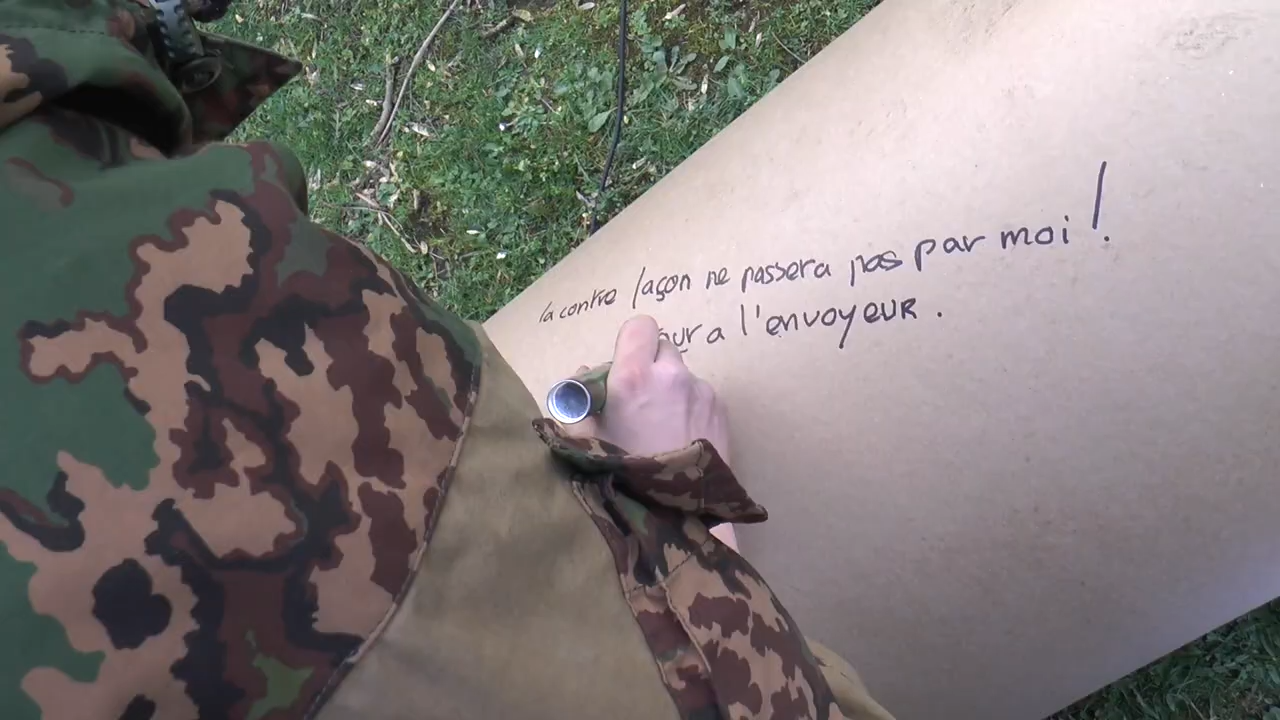 la contre façon ne passera pas par moi !
a l'envoyeur .